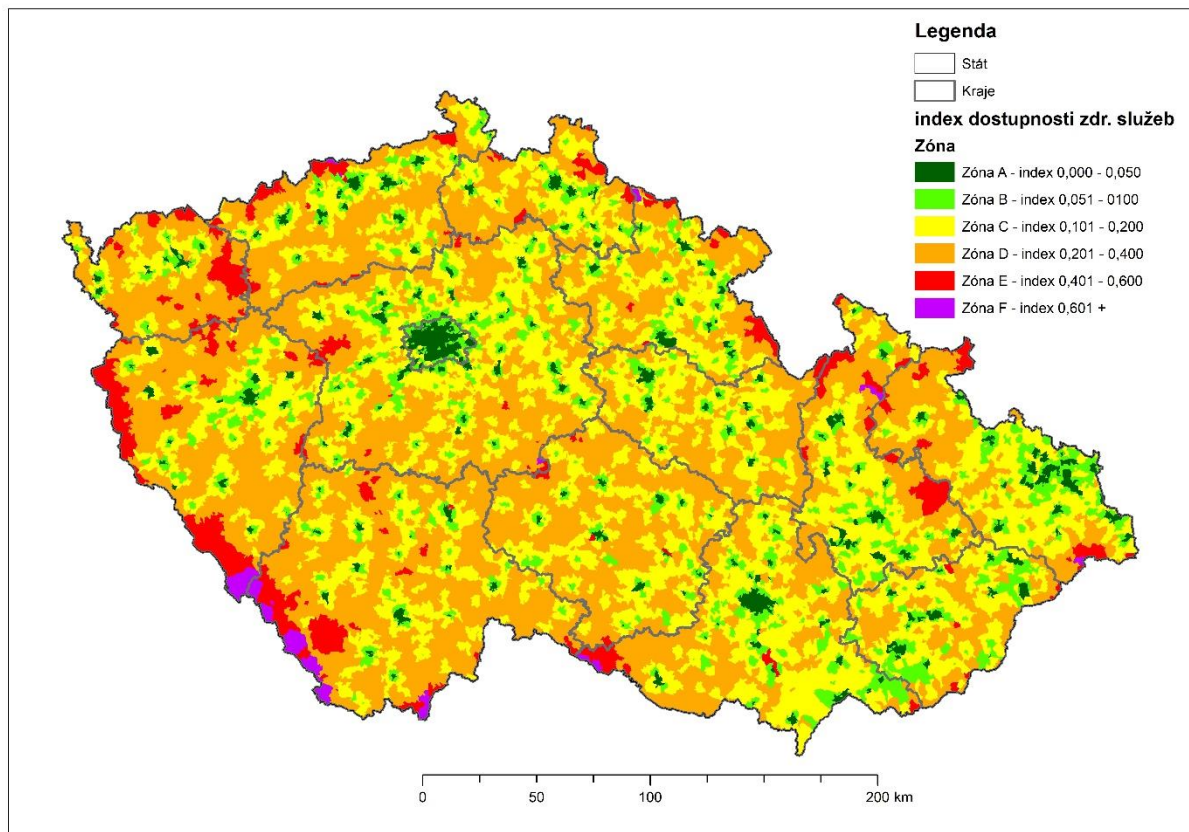 Legenda
Stát
Kraje
index dostupnosti zdr. služeb
Zóna
Zóna A - index 0,000 - 0,050
Zóna B - index 0,051 - 0100
Zóna C - index 0,101 - 0,200
Zóna D - index 0,201 - 0,400
Zóna E - index 0,401 - 0,600
Zóna F - index 0,601 +
0 50 100 200 km